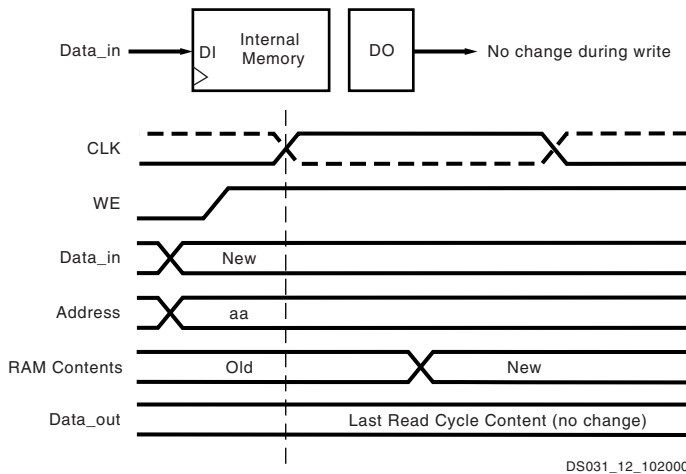 Data_in DI Internal Memory DO No change during write
CLK
WE
Data_in New
Address aa
RAM Contents Old New
Data_out Last Read Cycle Content (no change)
DS031_12_102000